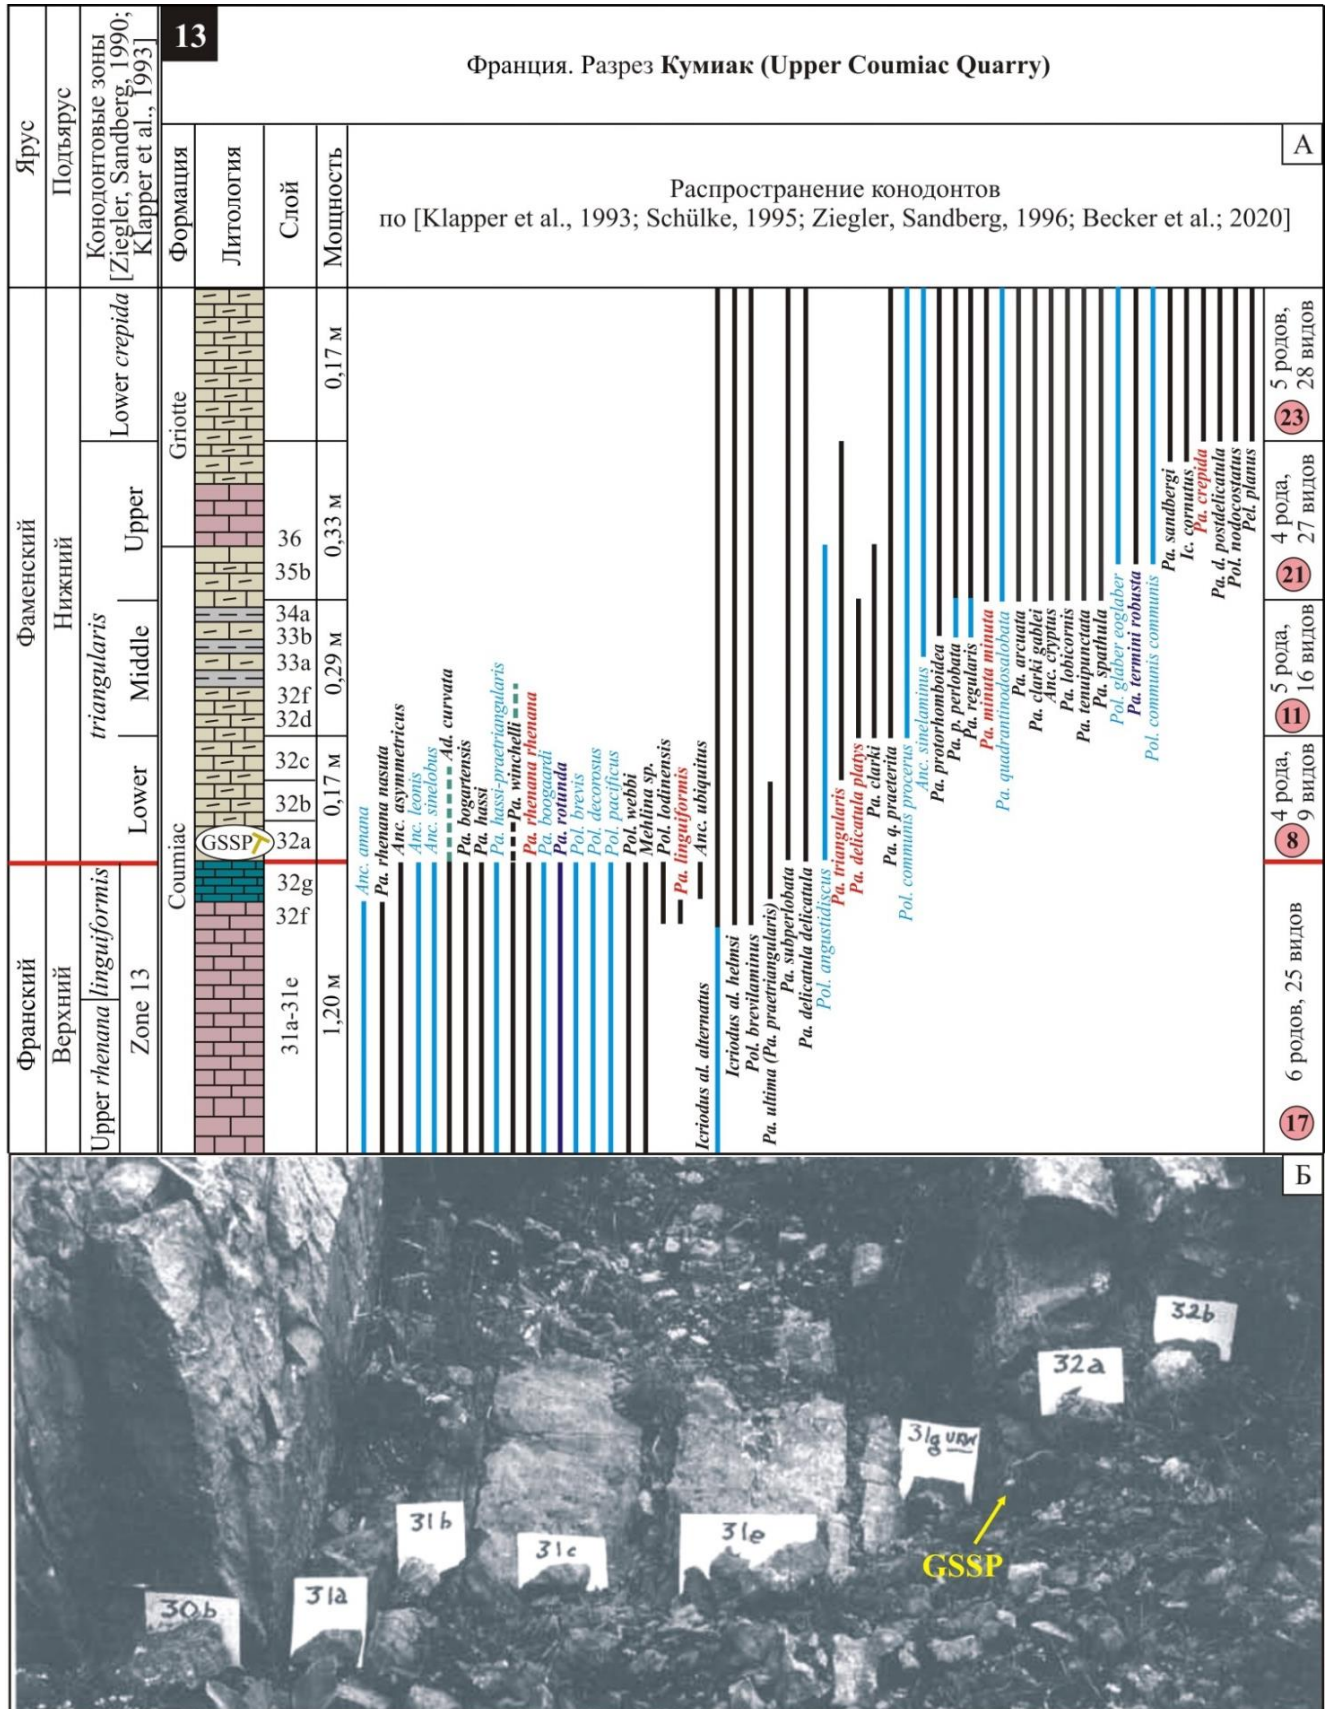 13
Франция. Разрез Кумиак (Upper Coumiac Quarry)
А
Ярус
Подъярус
Конодонтовые зоны
[Ziegler, Sandberg, 1990;
Klapper et al., 1993]
Формация
Литология
Слой
Мощность
Распространение конодонтов
по [Klapper et al., 1993; Schülke, 1995; Ziegler, Sandberg, 1996; Becker et al.; 2020]
Фаменский
Франский
Нижний
Верхний
Lower crepida
triangularis
Upper
Middle
Lower
linguiformis
Upper rhenana
Zone 13
Griotte
Coumiac
GSSP
36
35b
34a
33b
33a
32f
32d
32c
32b
32a
32g
32f
31a-31e
0,17 м
0,33 м
0,29 м
0,17 м
1,20 м
Anc. amana
Pa. rhenana nasuta
Anc. asymmetricus
Anc. leonis
Anc. sinelobus
Ad. curvata
Pa. bogartensis
Pa. hassi
Pa. hassi-praetriangularis
Pa. winchelli
Pa. rhenana rhenana
Pa. boogaardi
Pa. rotunda
Pol. brevis
Pol. decorosus
Pol. pacificus
Pol. webbi
Mehlina sp.
Pol. lodinensis
Pa. linguiformis
Anc. ubiquitus
Icriodus al. alternatus
Icriodus al. helmsi
Pol. brevilaminus
Pa. ultima (Pa. praetriangularis)
Pa. subperlobata
Pa. delicatula delicatula
Pol. angustidiscus
Pa. triangularis
Pa. delicatula platys
Pa. clarki
Pa. q. praeterita
Pol. communis procerus
Anc. sinelaminus
Pa. protorhomboidea
Pa. p. perlobata
Pa. regularis
Pa. minuta minuta
Pa. quadrantinodosalobata
Pa. arcuata
Pa. clarki gablei
Anc. cryptus
Pa. lobicornis
Pa. tenuipunctata
Pa. spathula
Pol. glaber eoglaber
Pa. termini robusta
Pol. communis communis
Pa. sandbergi
Ic. cornutus
Pa. crepida
Pa. d. postdelicatula
Pol. nodocostatus
Pel. planus
5 родов,
28 видов
23
4 рода,
27 видов
21
5 рода,
16 видов
11
4 рода,
9 видов
8
6 родов, 25 видов
17
Б
30b
31a
31b
31c
31e
31g UKW
32a
32b
GSSP